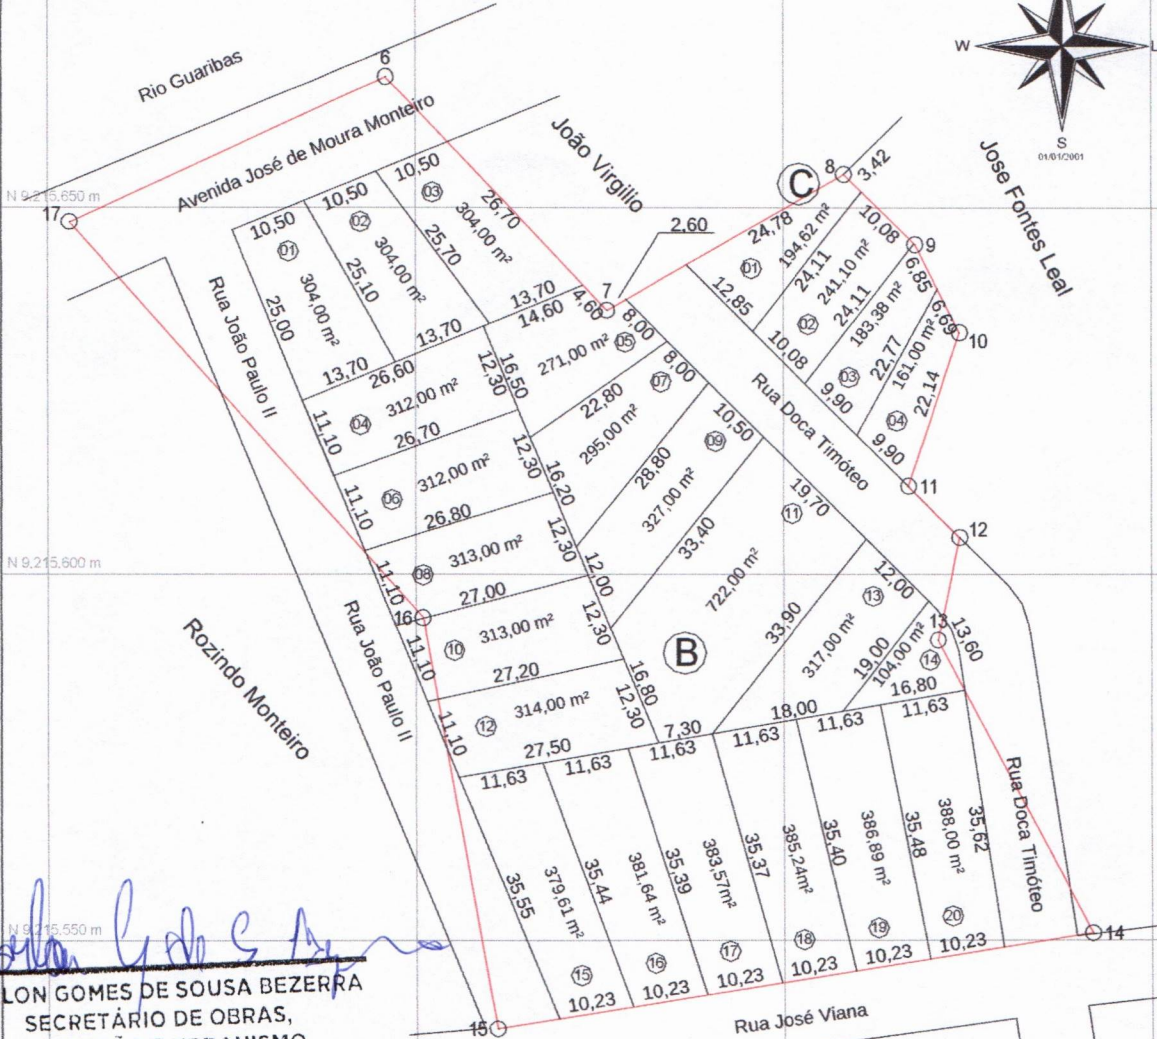 Rio Guaribas
6
Avenida José de Moura Monteiro
João Virgilio
Jose Fontes Leal
W
L
S
01/01/2001
N 9.215.650 m
17
C
8
3,42
10,08
9
24,78
194,62 m²
01
12,85
24,11
241,10 m²
02
6,85
24,11
183,38 m²
6,69
10
10,08
03
22,77
161,00 m²
22,14
9,90
04
9,90
11
12
2,60
7
10,50
10,50
10,50
01
02
03
26,70
304,00 m²
304,00 m²
304,00 m²
25,00
25,10
25,70
13,70
13,70
13,70
4,60
14,60
8,00
271,00 m²
05
Rua João Paulo II
26,60
12,30
16,50
04
312,00 m²
11,10
26,70
22,80
8,00
07
295,00 m²
Rua Doca Timóteo
06
312,00 m²
12,30
16,20
11,10
26,80
28,80
10,50
09
327,00 m²
N 9.215.600 m
08
313,00 m²
12,30
12,00
11,10
27,00
33,40
19,70
11
722,00 m²
16
10
313,00 m²
12,30
11,10
27,20
33,90
12,00
13
317,00 m²
13
13,60
B
19,00
104,00 m²
14
Rozindo Monteiro
Rua João Paulo II
12
314,00 m²
12,30
16,80
11,10
27,50
7,30
18,00
16,80
11,63
11,63
11,63
11,63
11,63
11,63
Rua Doca Timóteo
35,55
379,61 m²
35,44
381,64 m²
35,39
383,57m²
35,37
385,24m²
35,40
386,89 m²
35,48
388,00 m²
35,62
15
16
17
18
19
20
10,23
10,23
10,23
10,23
10,23
10,23
14
N 9.215.550 m
15
Rua José Viana
LON GOMES DE SOUSA BEZERRA
SECRETÁRIO DE OBRAS,